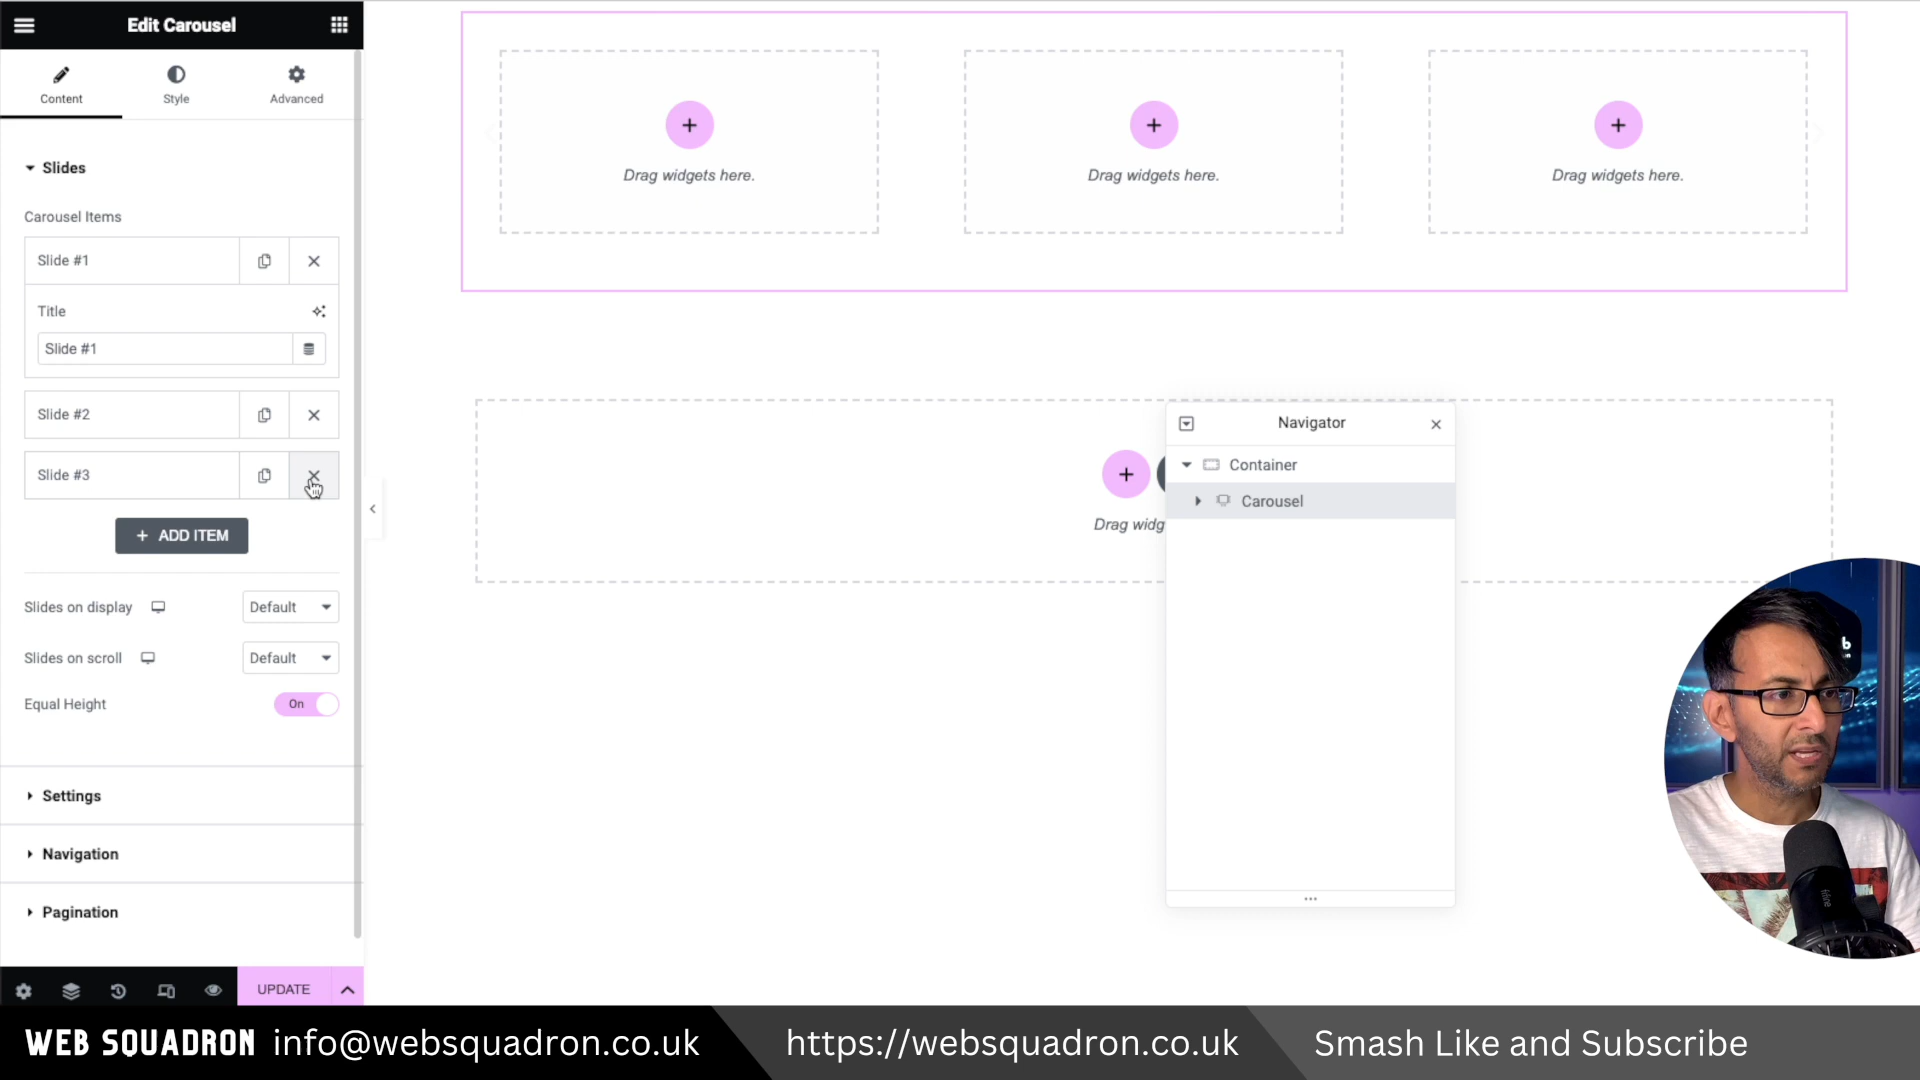 Edit Carousel
Content
Style
Advanced
Slides
Carousel Items
Slide #1
Title
Slide #1
Slide #2
Slide #3
+ ADD ITEM
Slides on display
Default
Slides on scroll
Default
Equal Height
On
Settings
Navigation
Pagination
UPDATE
Drag widgets here.
Drag widgets here.
Drag widgets here.
Drag widg
Navigator
Container
Carousel
fifine
WEB SQUADRON info@websquadron.co.uk
https://websquadron.co.uk
Smash Like and Subscribe